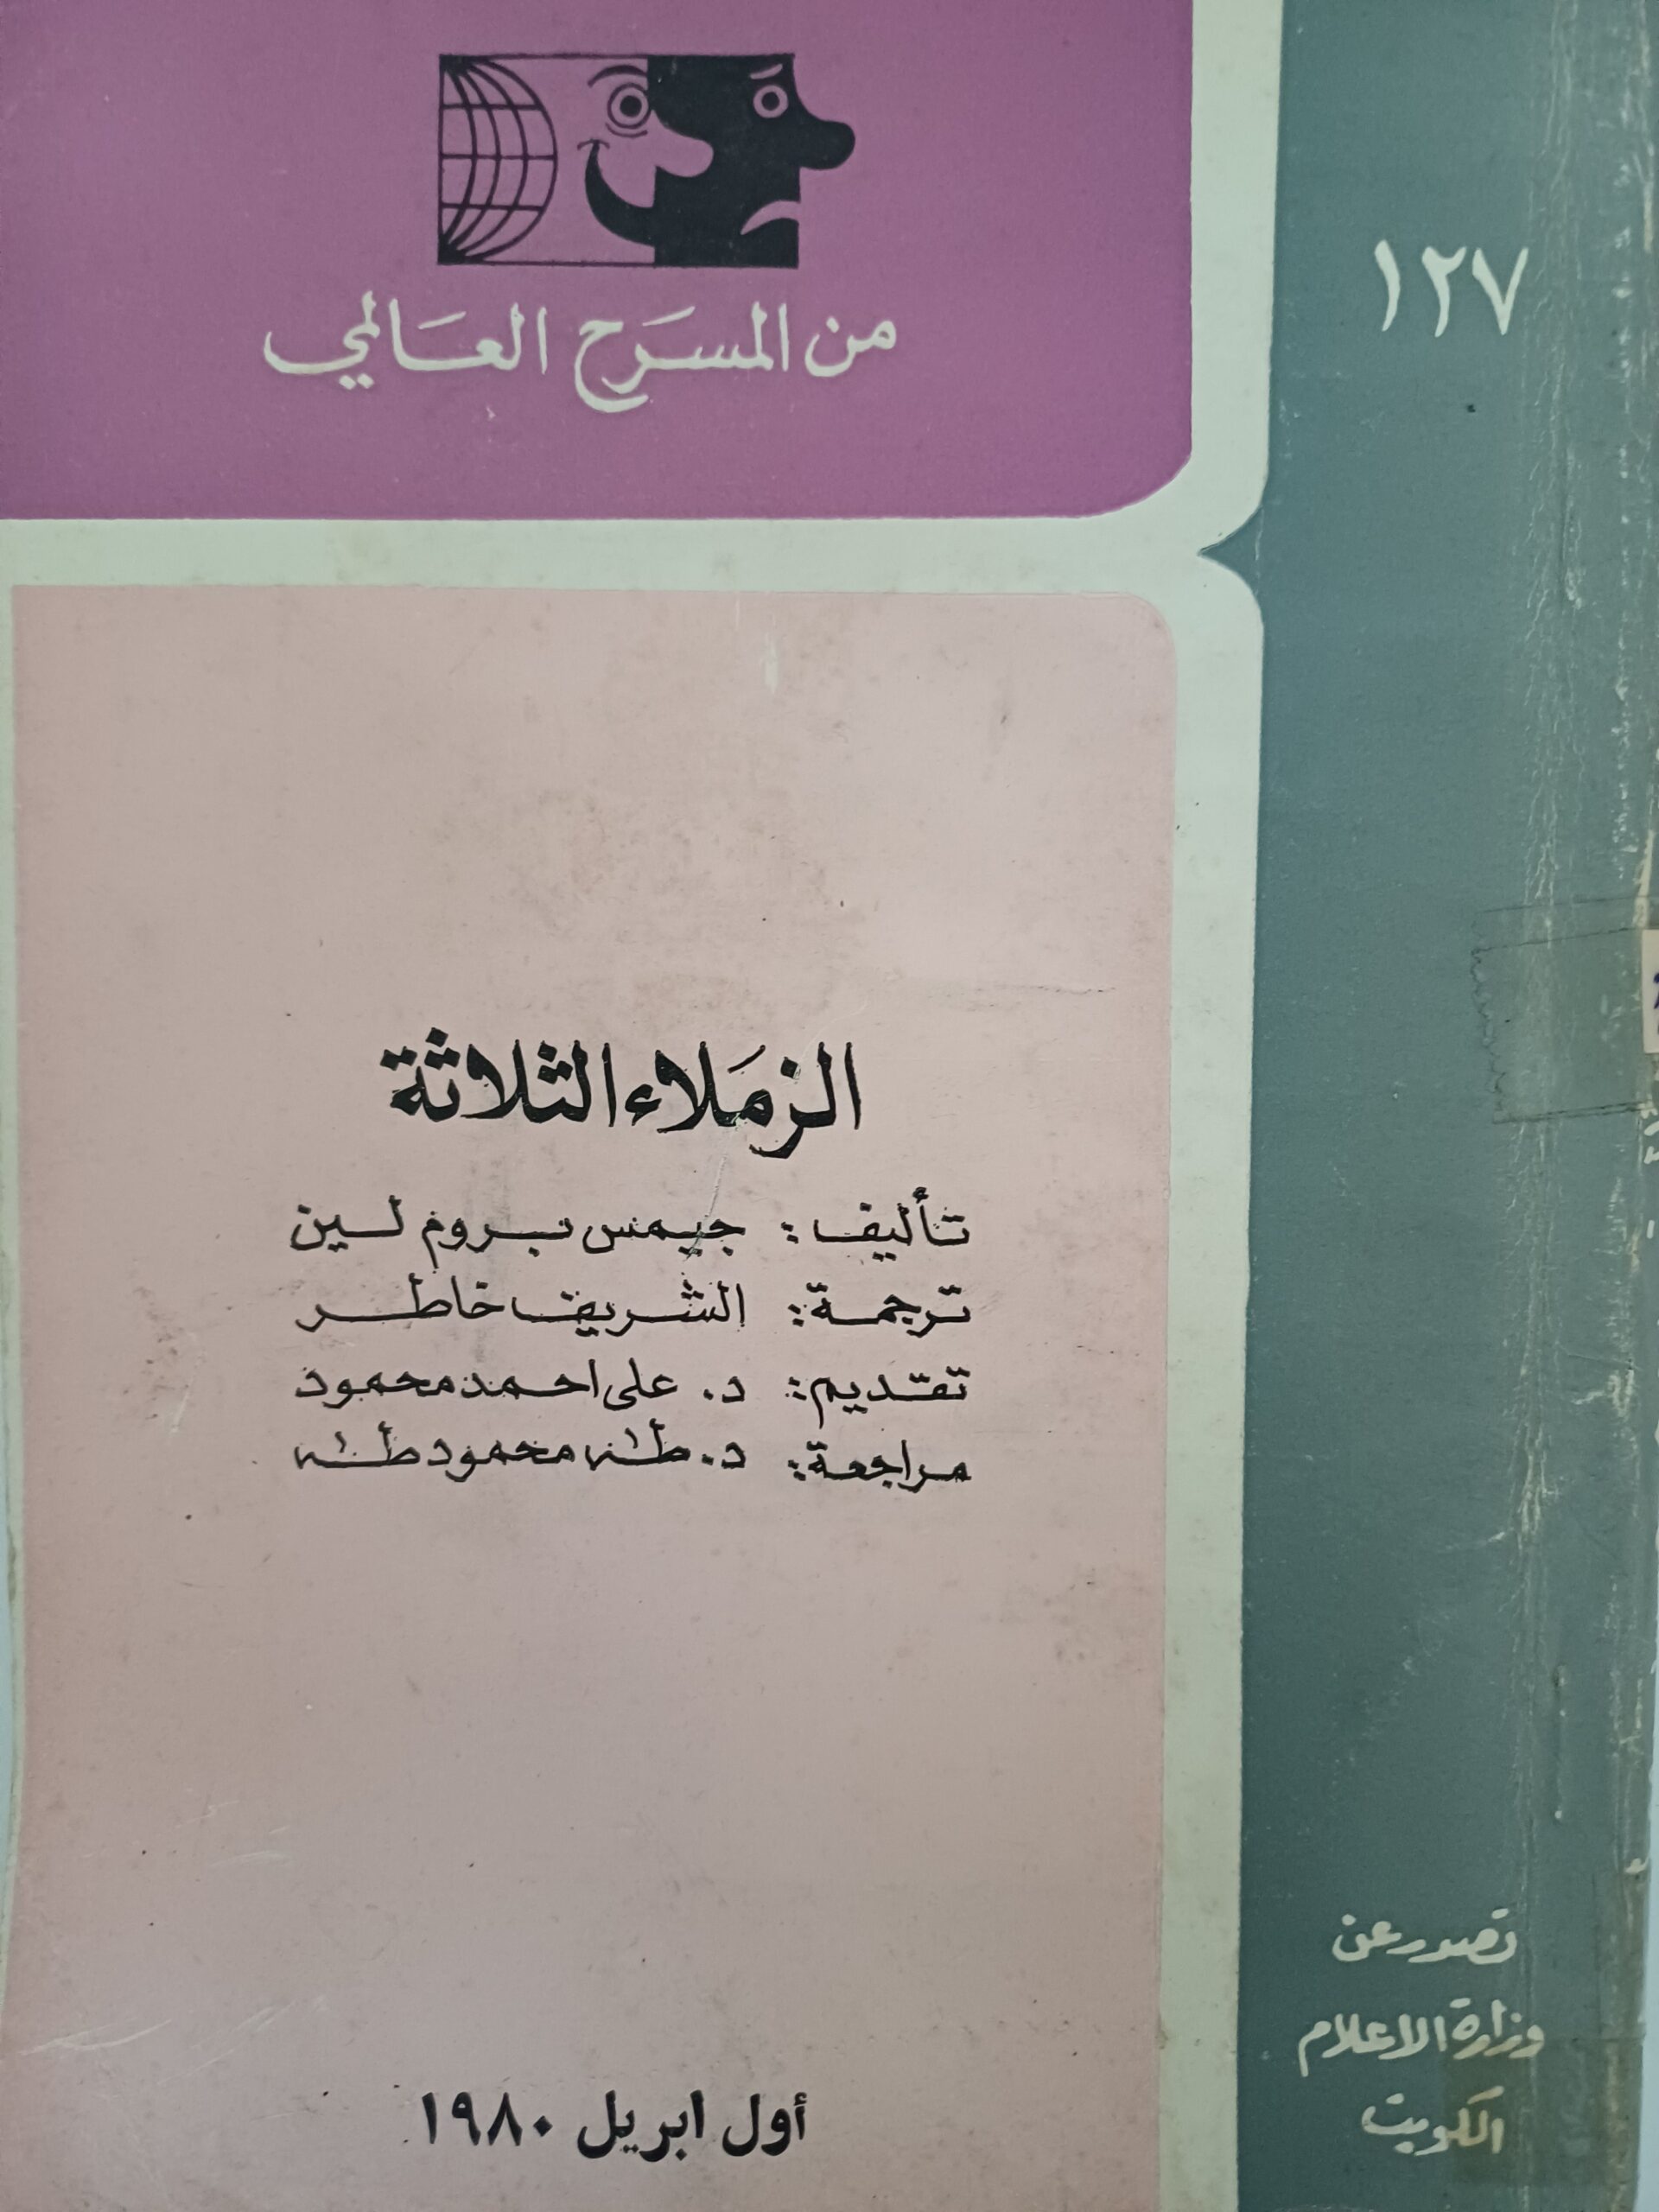 من المسرح العالمي
١٢٧
الزملاء الثلاثة
تأليف: جيمس بروم لين
ترجمة: الشريف خاطر
تقديم: د. على احمد محمود
مراجعة: د. طه محمود طه
أول ابريل ١٩٨٠
تصدر عن
وزارة الاعلام
الكويت